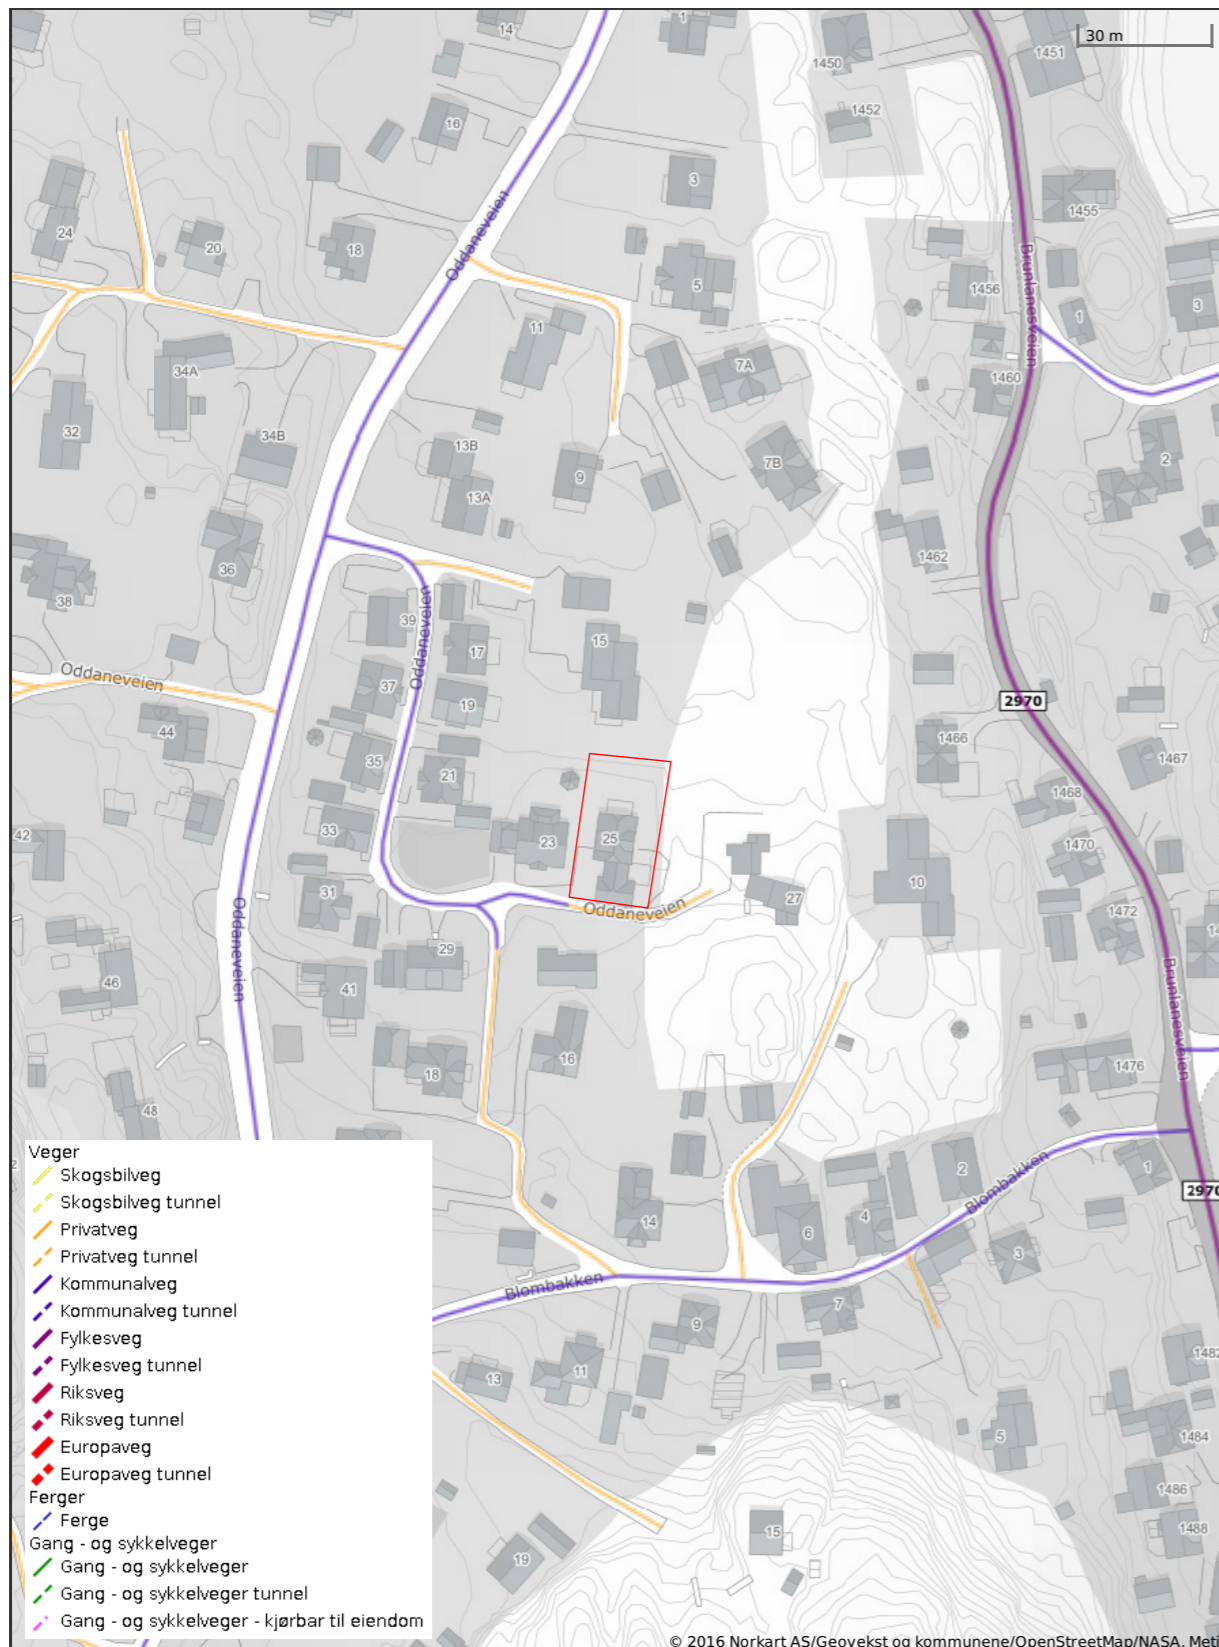 14
1
30 m
1450
1451
1452
16
3
Oddaneveien
1455
24
20
18
5
Brunlanesveien
1456
1
3
11
34A
7A
1460
32
34B
13B
13A
9
7B
2
1462
36
38
39
Oddaneveien
17
15
Oddaneveien
37
19
2970
44
35
21
1466
1467
1468
42
33
23
25
1470
10
31
27
1472
Oddaneveien
Oddaneveien
29
46
41
Brunlanesveien
18
16
1476
48
Veger
Skogsbilveg
Skogsbilveg tunnel
Privatveg
Privatveg tunnel
Kommunalveg
Kommunalveg tunnel
Fylkesveg
Fylkesveg tunnel
Riksveg
Riksveg tunnel
Europaveg
Europaveg tunnel
Ferger
Ferge
Gang - og sykkelveger
Gang - og sykkelveger
Gang - og sykkelveger tunnel
Gang - og sykkelveger - kjørbar til eiendom
2
1
Blombakken
2970
14
4
6
3
Blombakken
7
9
1482
13
11
5
1484
1486
15
1488
19
© 2016 Norkart AS/Geovekst og kommunene/OpenStreetMap/NASA, Meti